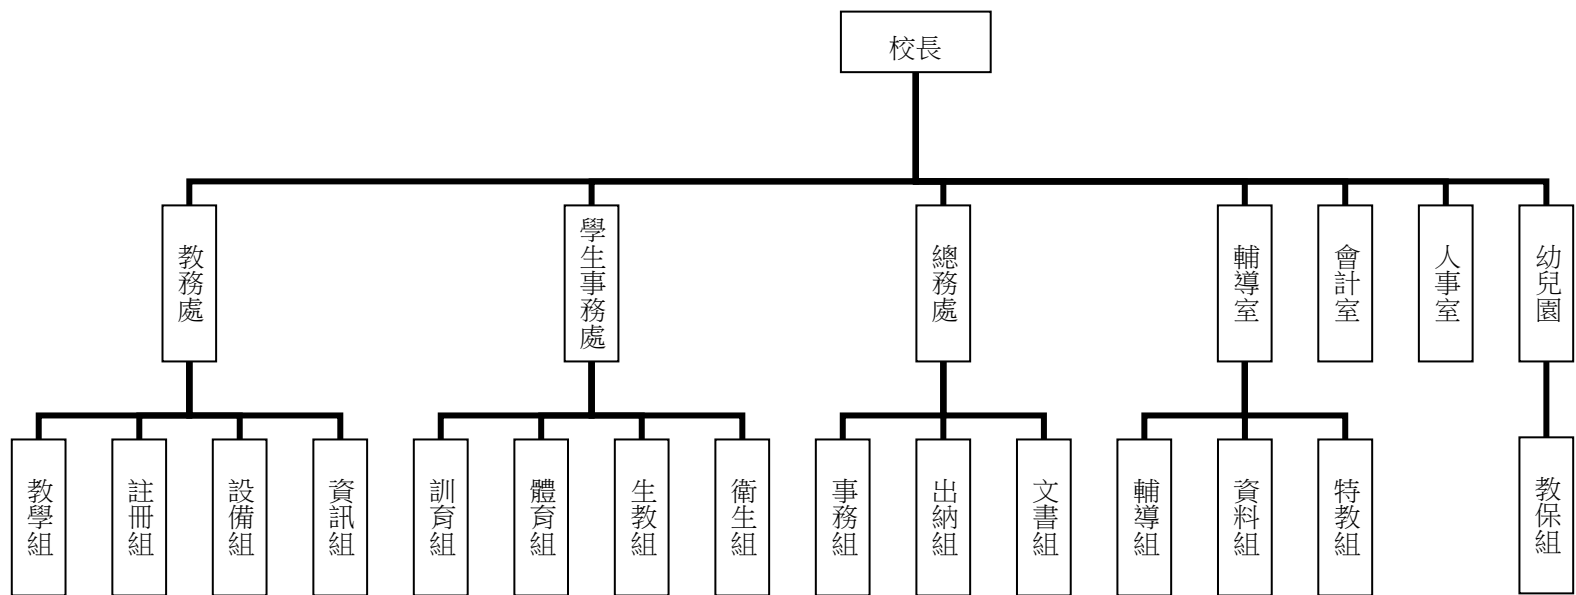 校長
教務處
學生事務處
總務處
輔導室
會計室
人事室
幼兒園
教學組
註冊組
設備組
資訊組
訓育組
體育組
生教組
衛生組
事務組
出納組
文書組
輔導組
資料組
特教組
教保組